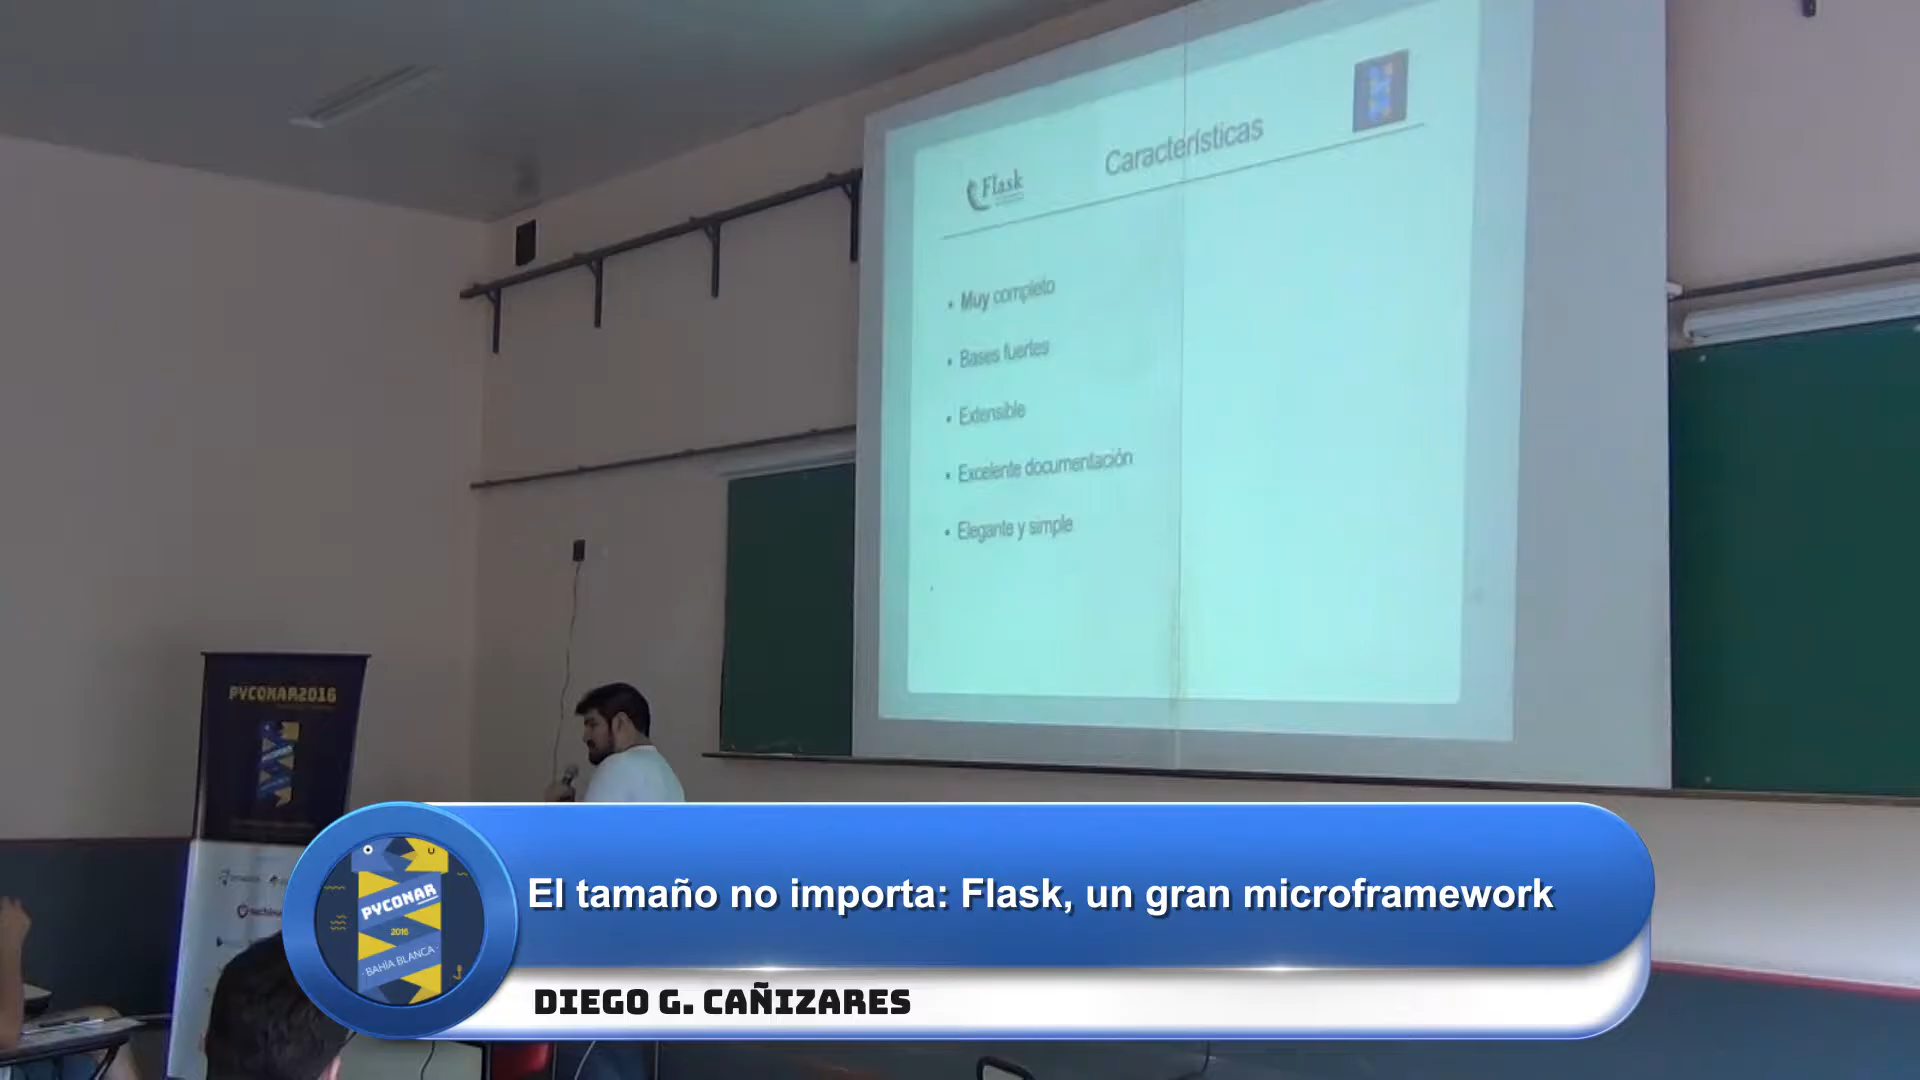 Flask
Características
Muy completo
Bases fuertes
Extensible
Excelente documentación
Elegante y simple
PYCONAR2016
PYCONAR
2016
- BAHÍA BLANCA -
El tamaño no importa: Flask, un gran microframework
DIEGO G. CAÑIZARES